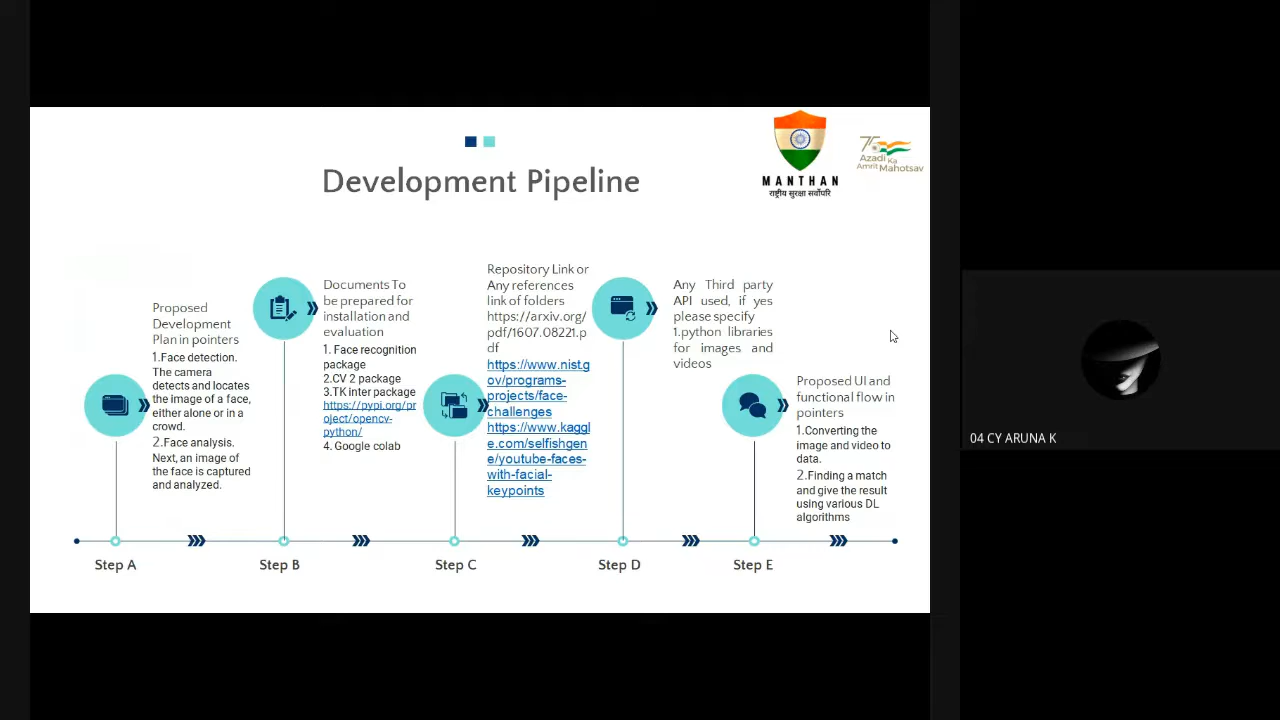 75
Azadi
Ka
Amrit Mahotsav
MANTHAN
राष्ट्रीय सुरक्षा सर्वोपरि
Development Pipeline
Proposed
Development
Plan in pointers
1.Face detection.
The camera
detects and locates
the image of a face,
either alone or in a
crowd.
2.Face analysis.
Next, an image of
the face is captured
and analyzed.
Documents To
be prepared for
installation and
evaluation
1. Face recognition
package
2.CV 2 package
3.TK inter package
https://pypi.org/pr
oject/opencv-
python/
4. Google colab
Repository Link or
Any references
link of folders
https://arxiv.org/
pdf/1607.08221.p
df
https://www.nist.g
ov/programs-
projects/face-
challenges
https://www.kaggl
e.com/selfishgen
e/youtube-faces-
with-facial-
keypoints
Any Third party
API used, if yes
please specify
1.python libraries
for images and
videos
Proposed UI and
functional flow in
pointers
1.Converting the
image and video to
data.
2.Finding a match
and give the result
using various DL
algorithms
Step A
Step B
Step C
Step D
Step E
04 CY ARUNA K